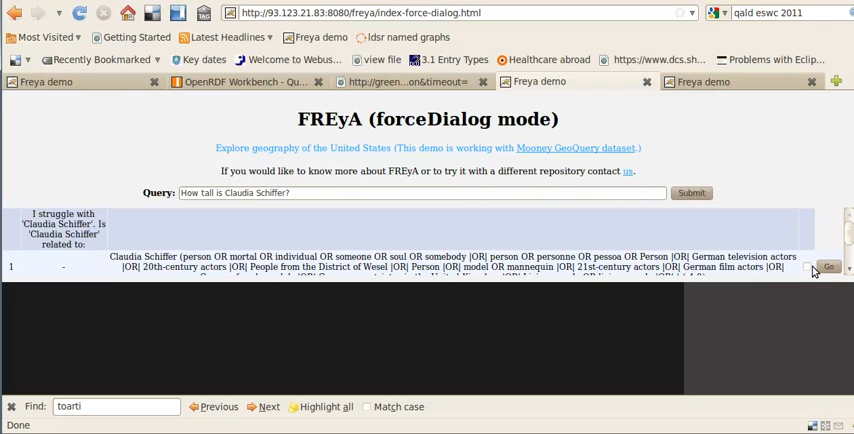 http://93.123.21.83:8080/freya/index-force-dialog.html
qald eswc 2011
Most Visited Getting Started Latest Headlines Freya demo ldsr named graphs
Recently Bookmarked Key dates Welcome to Webus... view file 3.1 Entry Types Healthcare abroad https://www.dcs.sh... Problems with Eclip...
Freya demo OpenRDF Workbench - Qu... http://green...on&timeout= Freya demo Freya demo
FREyA (forceDialog mode)
Explore geography of the United States (This demo is working with Mooney GeoQuery dataset.)
If you would like to know more about FREyA or to try it with a different repository contact us.
Query: How tall is Claudia Schiffer? Submit
I struggle with
'Claudia Schiffer'. Is
'Claudia Schiffer'
related to:
Claudia Schiffer (person OR mortal OR individual OR someone OR soul OR somebody |OR| person OR personne OR pessoa OR Person |OR| German television actors
1 - |OR| 20th-century actors |OR| People from the District of Wesel |OR| Person |OR| model OR mannequin |OR| 21st-century actors |OR| German film actors |OR| Go
Find: toarti Previous Next Highlight all Match case
Done